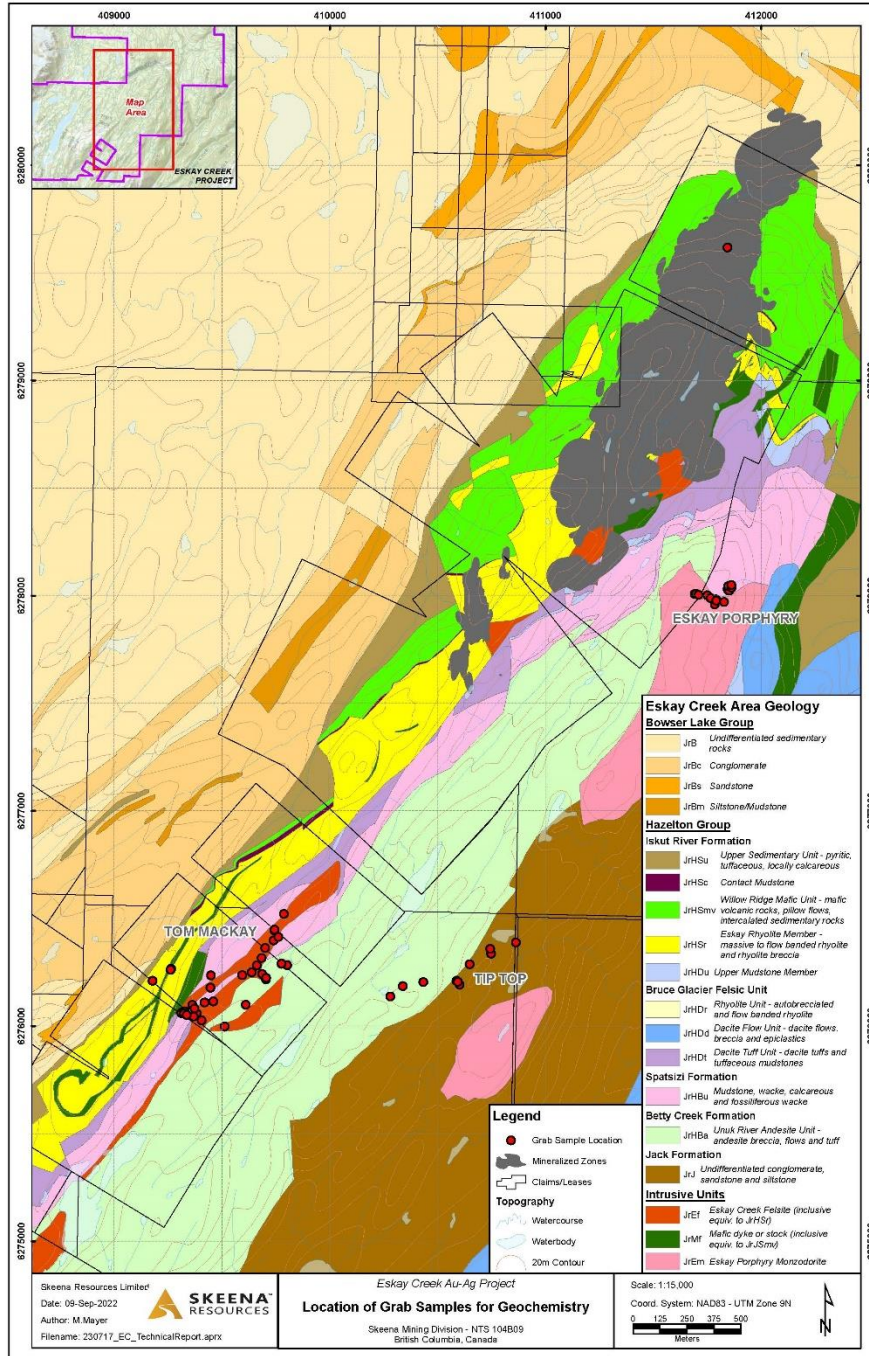 409000
410000
411000
412000
Map
Area
ESKAY CREEK
PROJECT
6280000
6279000
6278000
6277000
6276000
6275000
ESKAY PORPHYRY
TOM MACKAY
TIP TOP
Legend
Grab Sample Location
Mineralized Zones
Claims/Leases
Topography
Watercourse
Waterbody
20m Contour
Eskay Creek Area Geology
Bowser Lake Group
JrB Undifferentiated sedimentary
rocks
JrBc Conglomerate
JrBs Sandstone
JrBm Siltstone/Mudstone
Hazelton Group
Iskut River Formation
JrHSu Upper Sedimentary Unit - pyritic,
tuffaceous, locally calcareous
JrHSc Contact Mudstone
JrHSmv Willow Ridge Mafic Unit - mafic
volcanic rocks, pillow flows,
intercalated sedimentary rocks
JrHSr Eskay Rhyolite Member -
massive to flow banded rhyolite
and rhyolite breccia
JrHDu Upper Mudstone Member
Bruce Glacier Felsic Unit
JrHDr Rhyolite Unit - autobrecciated
and flow banded rhyolite
JrHDd Dacite Flow Unit - dacite flows,
breccia and epiclastics
JrHDt Dacite Tuff Unit - dacite tuffs and
tuffaceous mudstones
Spatsizi Formation
JrHBu Mudstone, wacke, calcareous
and fossiliferous wacke
Betty Creek Formation
JrHBa Unuk River Andesite Unit -
andesite breccia, flows and tuff
Jack Formation
JrJ Undifferentiated conglomerate,
sandstone and siltstone
Intrusive Units
JrEf Eskay Creek Felsite (inclusive
equiv. to JrHSr)
JrMf Mafic dyke or stock (inclusive
equiv. to JrJSmv)
JrEm Eskay Porphyry Monzodorite
Skeena Resources Limited
Date: 09-Sep-2022
Author: M.Mayer
Filename: 230717_EC_TechnicalReport.aprx
SKEENA
RESOURCES
Eskay Creek Au-Ag Project
Location of Grab Samples for Geochemistry
Skeena Mining Division - NTS 104B09
British Columbia, Canada
Scale: 1:15,000
Coord. System: NAD83 - UTM Zone 9N
0 125 250 375 500
Meters
N